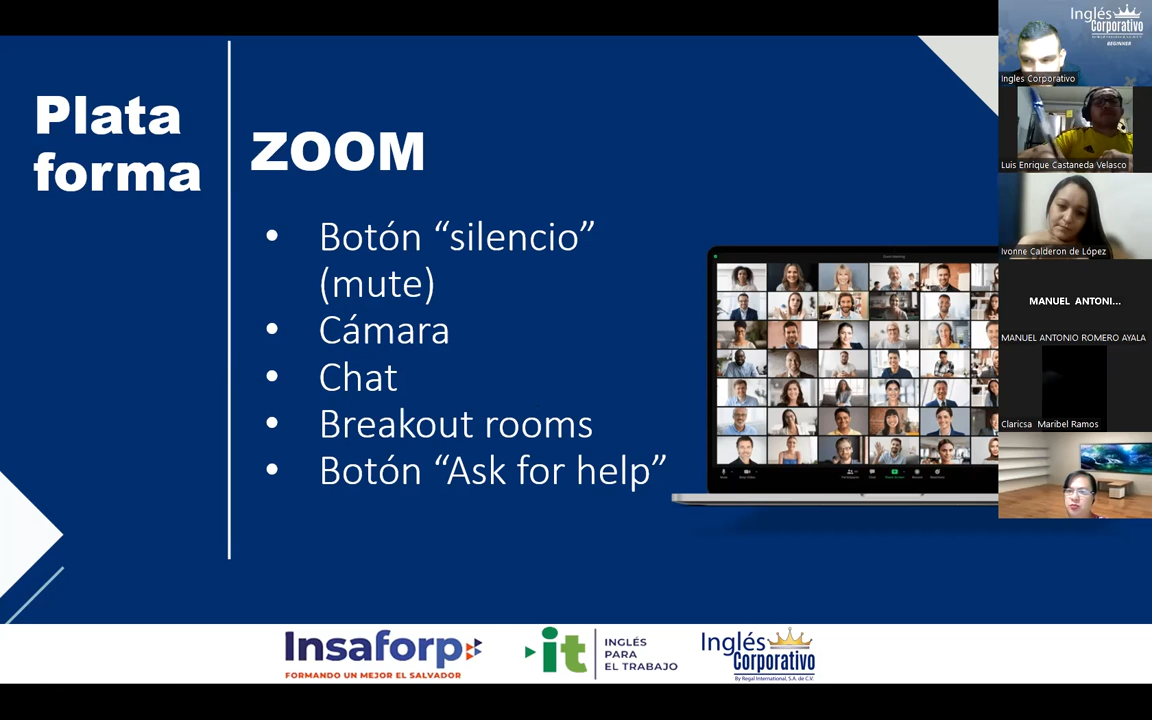 Plata
forma
ZOOM
• Botón “silencio”
(mute)
• Cámara
• Chat
• Breakout rooms
• Botón “Ask for help”
Inglés
Corporativo
BEGINNER
Ingles Corporativo
Luis Enrique Castaneda Velasco
Ivonne Calderon de López
MANUEL ANTONI...
MANUEL ANTONIO ROMERO AYALA
Claricsa Maribel Ramos
Insaforp
FORMANDO UN MEJOR EL SALVADOR
it
INGLÉS
PARA
EL TRABAJO
Inglés
Corporativo
By Regal International, S.A. de C.V.